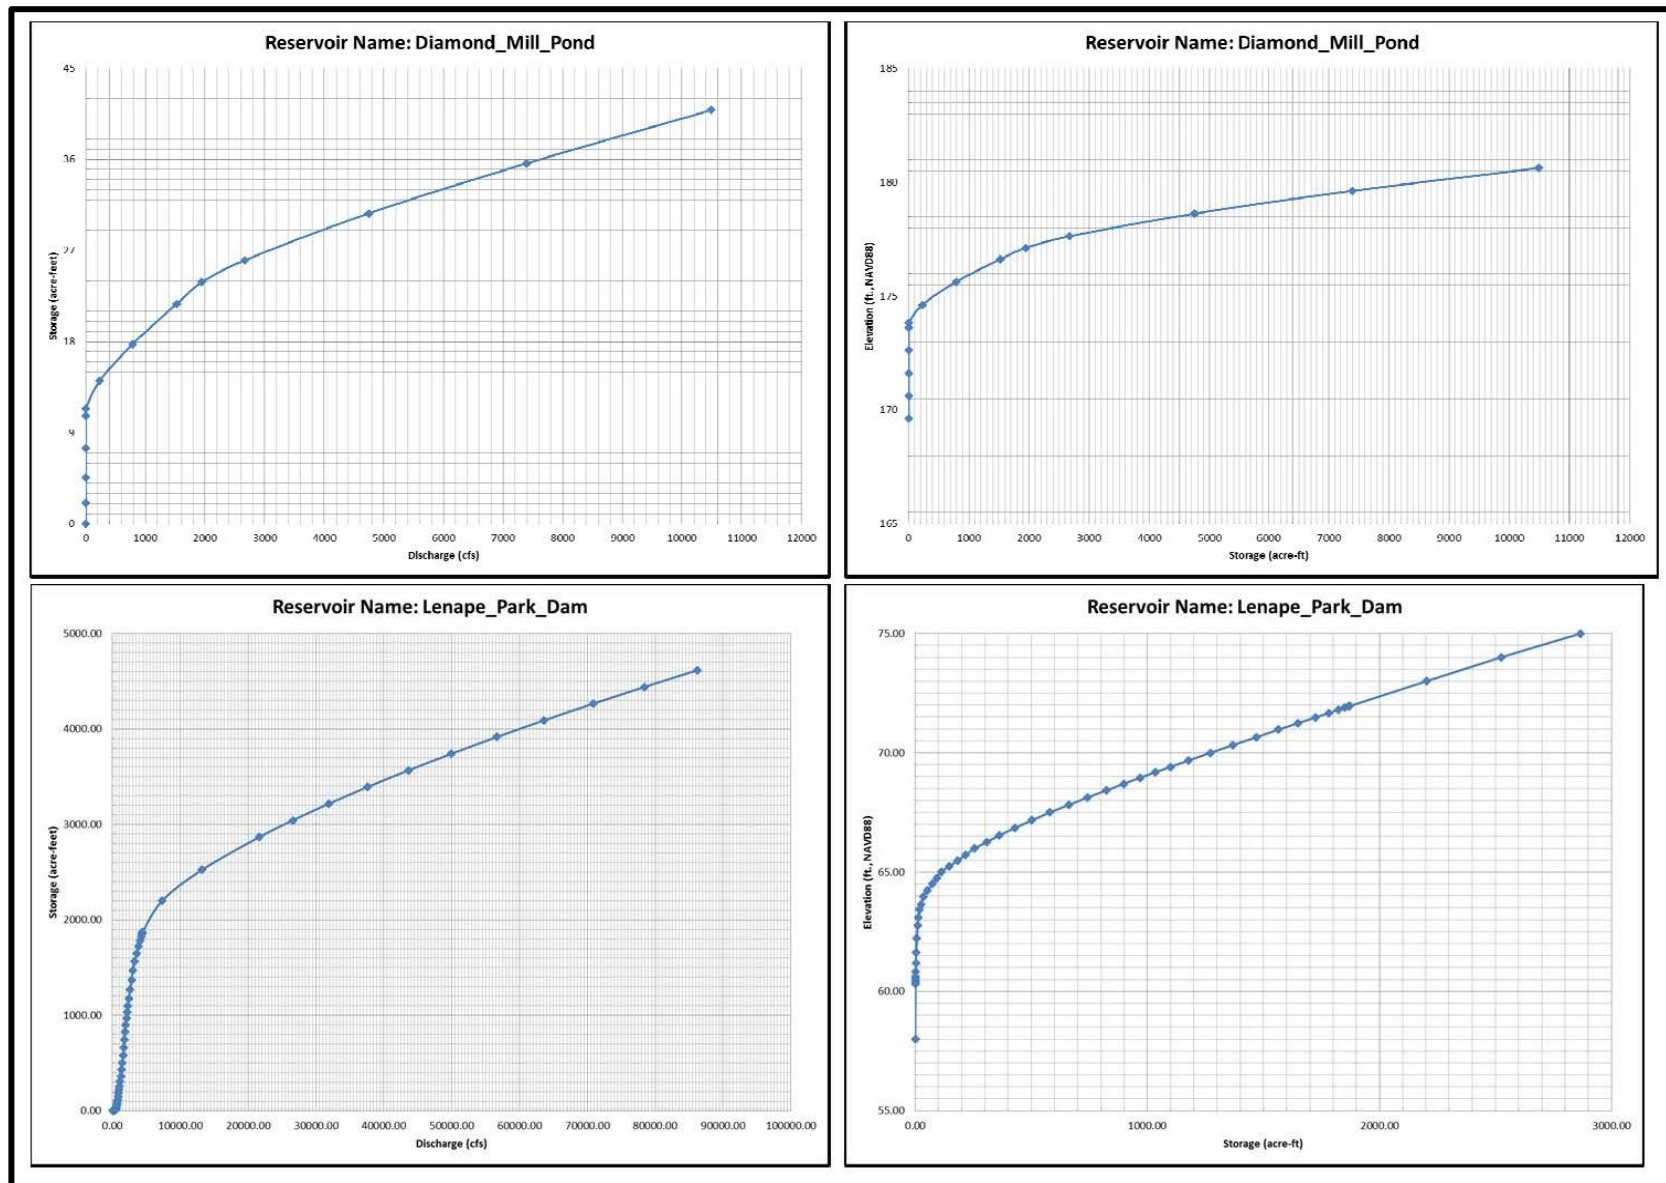 Reservoir Name: Diamond_Mill_Pond
45
36
27
18
9
0
Storage (acre-feet)
0 1000 2000 3000 4000 5000 6000 7000 8000 9000 10000 11000 12000
Discharge (cfs)
Reservoir Name: Diamond_Mill_Pond
185
180
175
170
165
Elevation (ft., NAVD88)
0 1000 2000 3000 4000 5000 6000 7000 8000 9000 10000 11000 12000
Storage (acre-ft)
Reservoir Name: Lenape_Park_Dam
5000.00
4000.00
3000.00
2000.00
1000.00
0.00
Storage (acre-feet)
0.00 10000.00 20000.00 30000.00 40000.00 50000.00 60000.00 70000.00 80000.00 90000.00 100000.00
Discharge (cfs)
Reservoir Name: Lenape_Park_Dam
75.00
70.00
65.00
60.00
55.00
Elevation (ft., NAVD88)
0.00 1000.00 2000.00 3000.00
Storage (acre-ft)